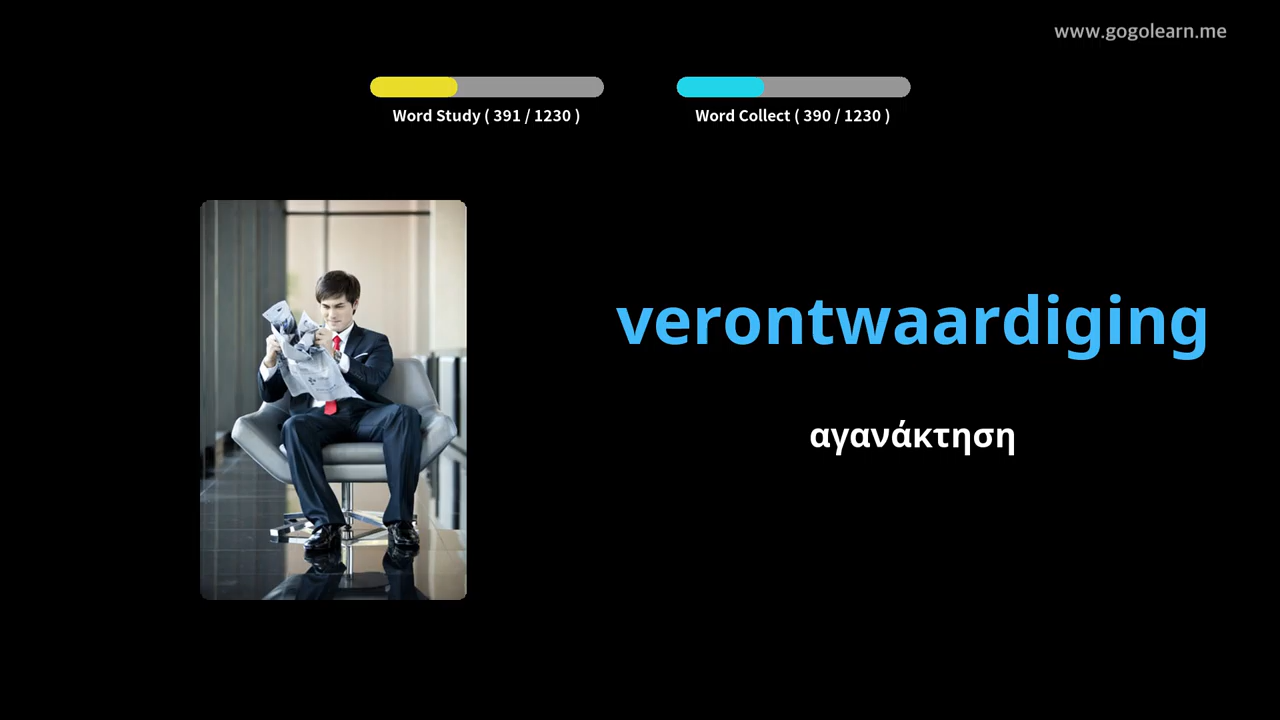 www.gogolearn.me
Word Study ( 391 / 1230 )
Word Collect ( 390 / 1230 )
verontwaardiging
αγανάκτηση